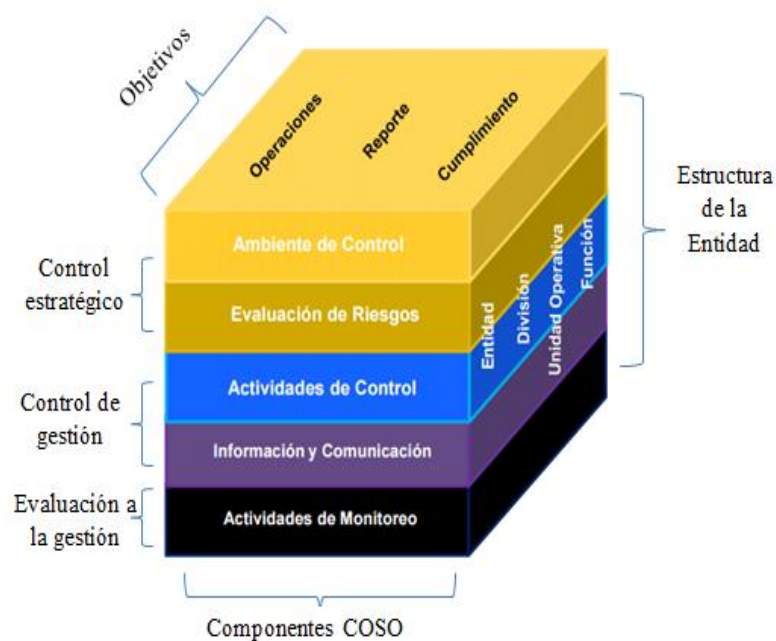 Objetivos
Operaciones
Reporte
Cumplimiento
Ambiente de Control
Evaluación de Riesgos
Actividades de Control
Información y Comunicación
Actividades de Monitoreo
Control
estratégico
Control de
gestión
Evaluación a
la gestión
Entidad
División
Unidad Operativa
Función
Estructura
de la
Entidad
Componentes COSO